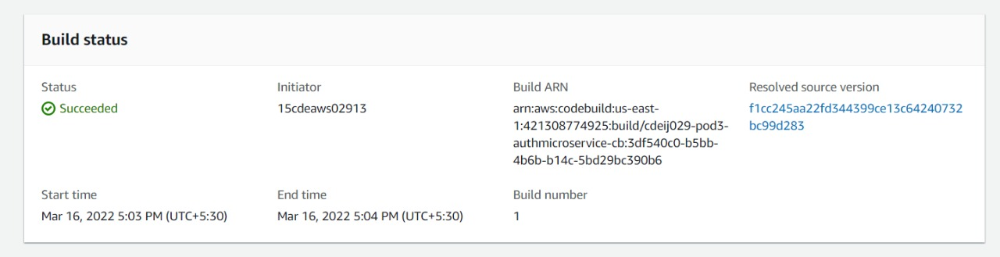 Build status
Status
Succeeded
Initiator
15cdeaws02913
Build ARN
arn:aws:codebuild:us-east-
1:421308774925:build/cdeij029-pod3-
authmicroservice-cb:3df540c0-b5bb-
4b6b-b14c-5bd29bc390b6
Resolved source version
f1cc245aa22fd344399ce13c64240732
bc99d283
Start time
Mar 16, 2022 5:03 PM (UTC+5:30)
End time
Mar 16, 2022 5:04 PM (UTC+5:30)
Build number
1